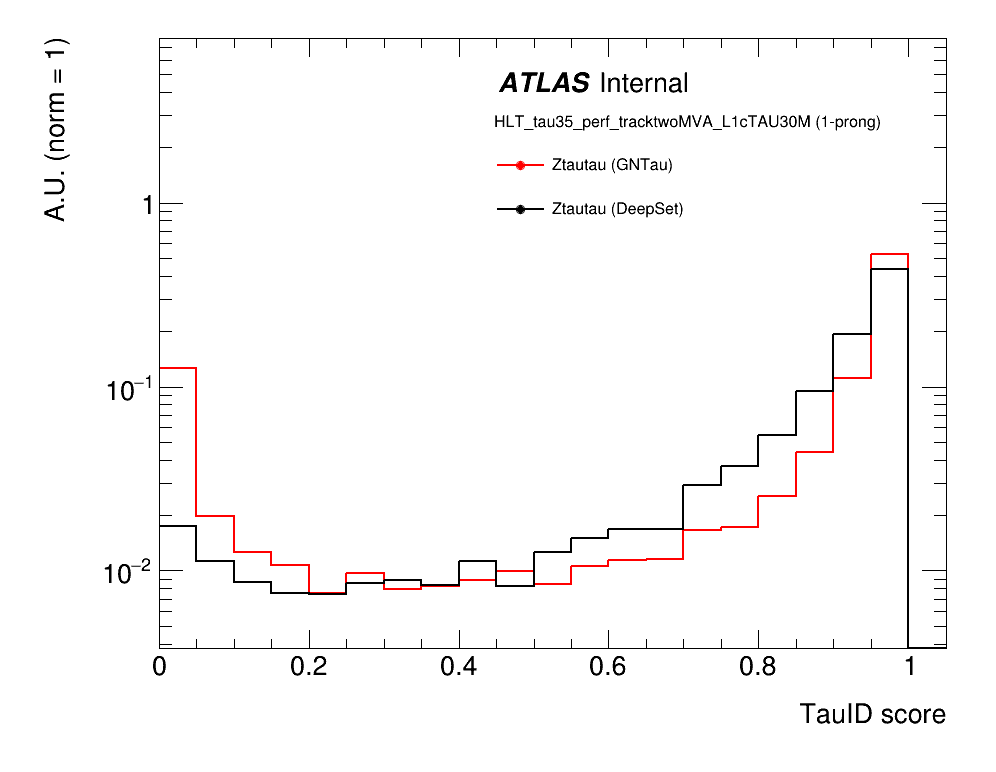 A.U. (norm = 1)
ATLAS Internal
HLT_tau35_perf_tracktwoMVA_L1cTAU30M (1-prong)
Ztautau (GNTau)
Ztautau (DeepSet)
1
10⁻¹
10⁻²
0 0.2 0.4 0.6 0.8 1
TauID score